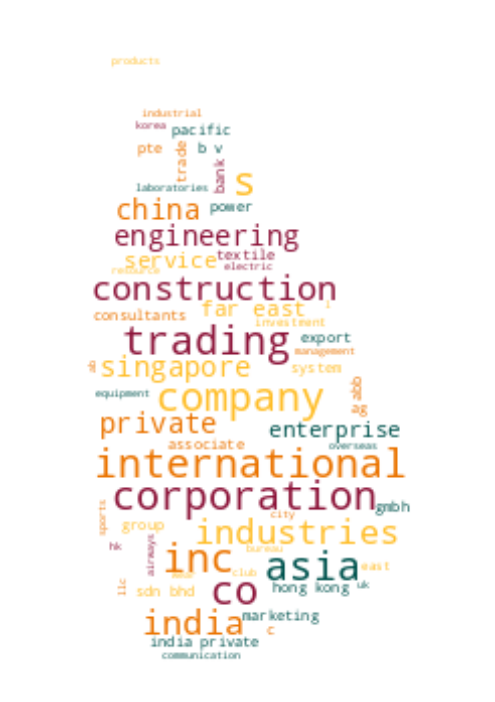 products
industrial
korea pacific
pte trade b v
bank
laboratories s
china power
engineering
service textile
resource electric
construction
far east
consultants investment
trading export
management
singapore system
equipment company abb
ag
private enterprise
associate overseas
international
corporation gmbh
sports city
group industries
hk airways bureau
inc asia east
club
llc sdn bhd co hong kong uk
india marketing
c
india private
communication